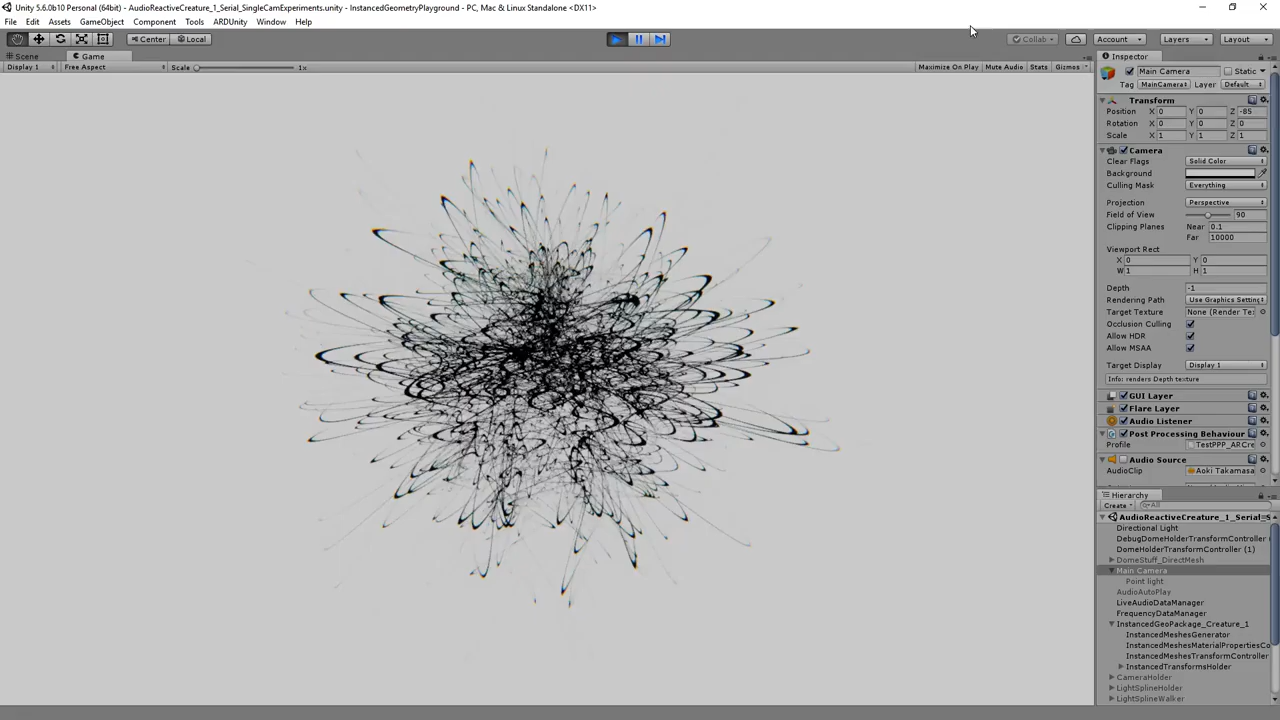 Unity 5.6.0b10 Personal (64bit) - AudioReactiveCreature_1_Serial_SingleCamExperiments.unity - InstancedGeometryPlayground - PC, Mac & Linux Standalone <DX11>
File Edit Assets GameObject Component Tools ARDUnity Window Help
Center Local Collab Account Layers Layout
Scene Game
Display 1 Free Aspect Scale 1x Maximize On Play Mute Audio Stats Gizmos
Inspector
Main Camera Static
Tag MainCamera Layer Default
Transform
Position X 0 Y 0 Z -85
Rotation X 0 Y 0 Z 0
Scale X 1 Y 1 Z 1
Camera
Clear Flags Solid Color
Background
Culling Mask Everything
Projection Perspective
Field of View 90
Clipping Planes Near 0.1
Far 10000
Viewport Rect
X 0 Y 0
W 1 H 1
Depth -1
Rendering Path Use Graphics Setting
Target Texture None (Render Te:
Occlusion Culling
Allow HDR
Allow MSAA
Target Display Display 1
Info: renders Depth texture
GUI Layer
Flare Layer
Audio Listener
Post Processing Behaviour
Profile TestPPP_ARCre
Audio Source
AudioClip Aoki Takamasa
Hierarchy
Create All
AudioReactiveCreature_1_Serial_S
Directional Light
DebugDomeHolderTransformController
DomeHolderTransformController (1)
DomeStuff_DirectMesh
Main Camera
Point light
AudioAutoPlay
LiveAudioDataManager
FrequencyDataManager
InstancedGeoPackage_Creature_1
InstancedMeshesGenerator
InstancedMeshesMaterialPropertiesCo
InstancedMeshesTransformController
InstancedTransformsHolder
CameraHolder
LightSplineHolder
LightSplineWalker